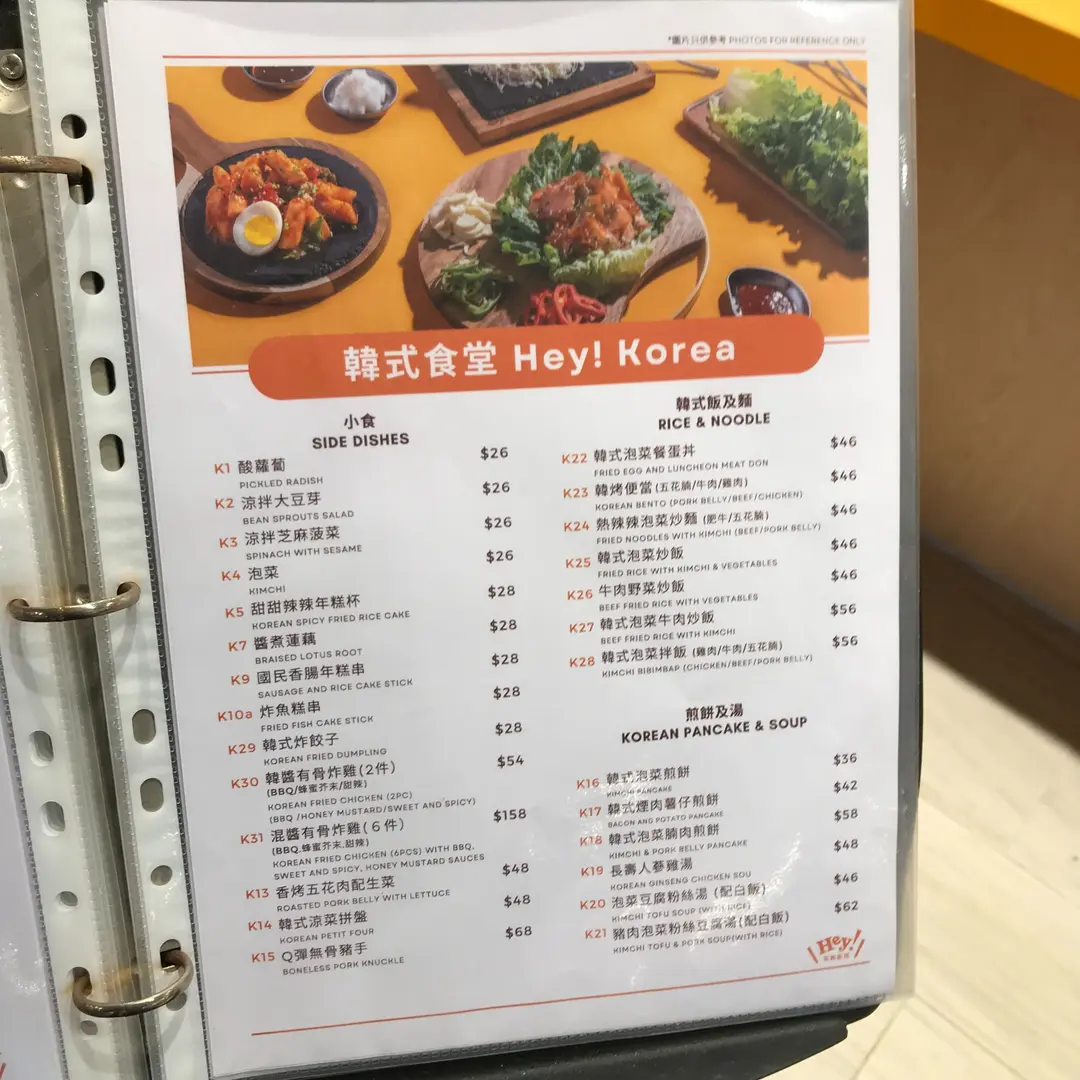 *圖片只供參考 PHOTOS FOR REFERENCE ONLY
韓式食堂 Hey! Korea
小食
SIDE DISHES
K1 酸蘿蔔 $26
PICKLED RADISH
K2 涼拌大豆芽 $26
BEAN SPROUTS SALAD
K3 涼拌芝麻菠菜 $26
SPINACH WITH SESAME
K4 泡菜 $26
KIMCHI
K5 甜甜辣辣年糕杯 $28
KOREAN SPICY FRIED RICE CAKE
K7 醬煮蓮藕 $28
BRAISED LOTUS ROOT
K9 國民香腸年糕串 $28
SAUSAGE AND RICE CAKE STICK
K10a 炸魚糕串 $28
FRIED FISH CAKE STICK
K29 韓式炸餃子 $28
KOREAN FRIED DUMPLING
K30 韓醬有骨炸雞(2件) $54
(BBQ/蜂蜜芥末/甜辣)
KOREAN FRIED CHICKEN (2PC)
(BBQ /HONEY MUSTARD/SWEET AND SPICY)
K31 混醬有骨炸雞(6件) $158
(BBQ,蜂蜜芥末,甜辣)
KOREAN FRIED CHICKEN (6PCS) WITH BBQ,
SWEET AND SPICY, HONEY MUSTARD SAUCES
K13 香烤五花肉配生菜 $48
ROASTED PORK BELLY WITH LETTUCE
K14 韓式涼菜拼盤 $48
KOREAN PETIT FOUR
K15 Q彈無骨豬手 $68
BONELESS PORK KNUCKLE
韓式飯及麵
RICE & NOODLE
K22 韓式泡菜餐蛋丼 $46
FRIED EGG AND LUNCHEON MEAT DON
K23 韓烤便當(五花腩/牛肉/雞肉) $46
KOREAN BENTO (PORK BELLY/BEEF/CHICKEN)
K24 熱辣辣泡菜炒麵 (肥牛/五花腩) $46
FRIED NOODLES WITH KIMCHI (BEEF/PORK BELLY)
K25 韓式泡菜炒飯 $46
FRIED RICE WITH KIMCHI & VEGETABLES
K26 牛肉野菜炒飯 $46
BEEF FRIED RICE WITH VEGETABLES
K27 韓式泡菜牛肉炒飯 $56
BEEF FRIED RICE WITH KIMCHI
K28 韓式泡菜拌飯 (雞肉/牛肉/五花腩) $56
KIMCHI BIBIMBAP (CHICKEN/BEEF/PORK BELLY)
煎餅及湯
KOREAN PANCAKE & SOUP
K16 韓式泡菜煎餅 $36
KIMCHI PANCAKE
K17 韓式煙肉薯仔煎餅 $42
BACON AND POTATO PANCAKE
K18 韓式泡菜腩肉煎餅 $58
KIMCHI & PORK BELLY PANCAKE
K19 長壽人蔘雞湯 $48
KOREAN GINSENG CHICKEN SOU
K20 泡菜豆腐粉絲湯 (配白飯) $46
KIMCHI TOFU SOUP (WITH RICE)
K21 豬肉泡菜粉絲豆腐湯(配白飯) $62
KIMCHI TOFU & PORK SOUP(WITH RICE)
Hey!